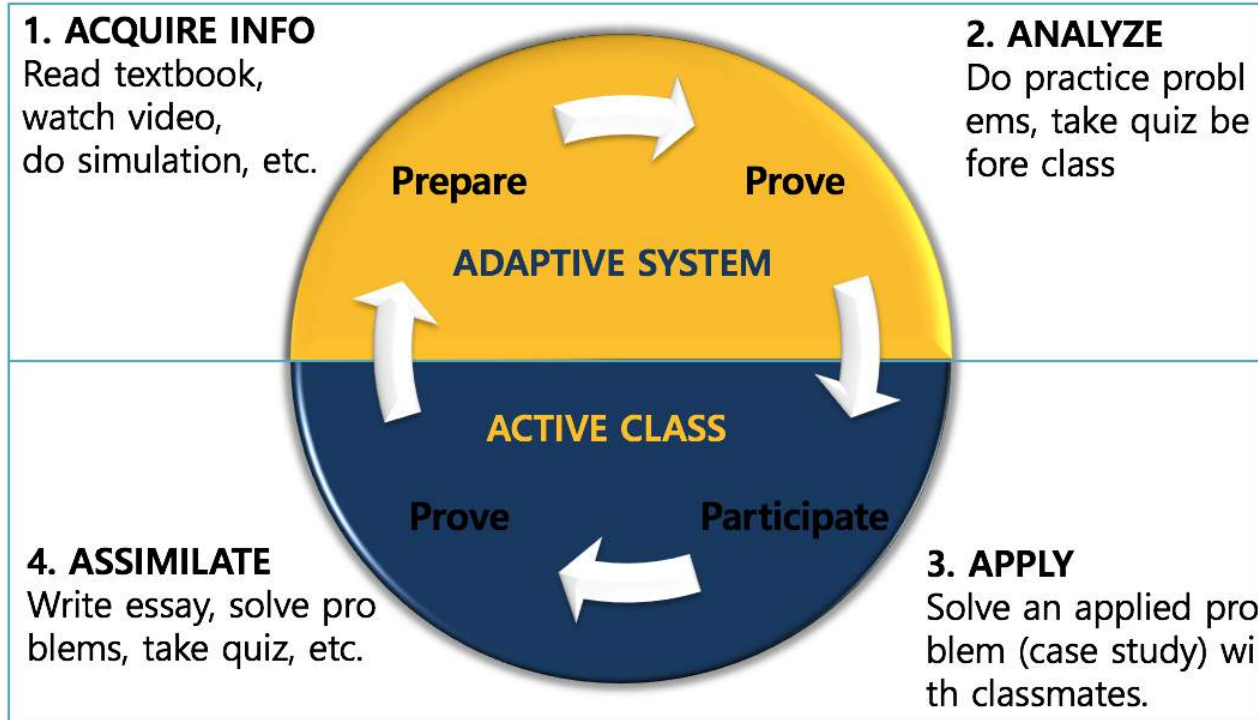 1. ACQUIRE INFO
Read textbook,
watch video,
do simulation, etc.
2. ANALYZE
Do practice probl
ems, take quiz be
fore class
Prepare
Prove
ADAPTIVE SYSTEM
ACTIVE CLASS
Prove
Participate
4. ASSIMILATE
Write essay, solve pro
blems, take quiz, etc.
3. APPLY
Solve an applied pro
blem (case study) wi
th classmates.